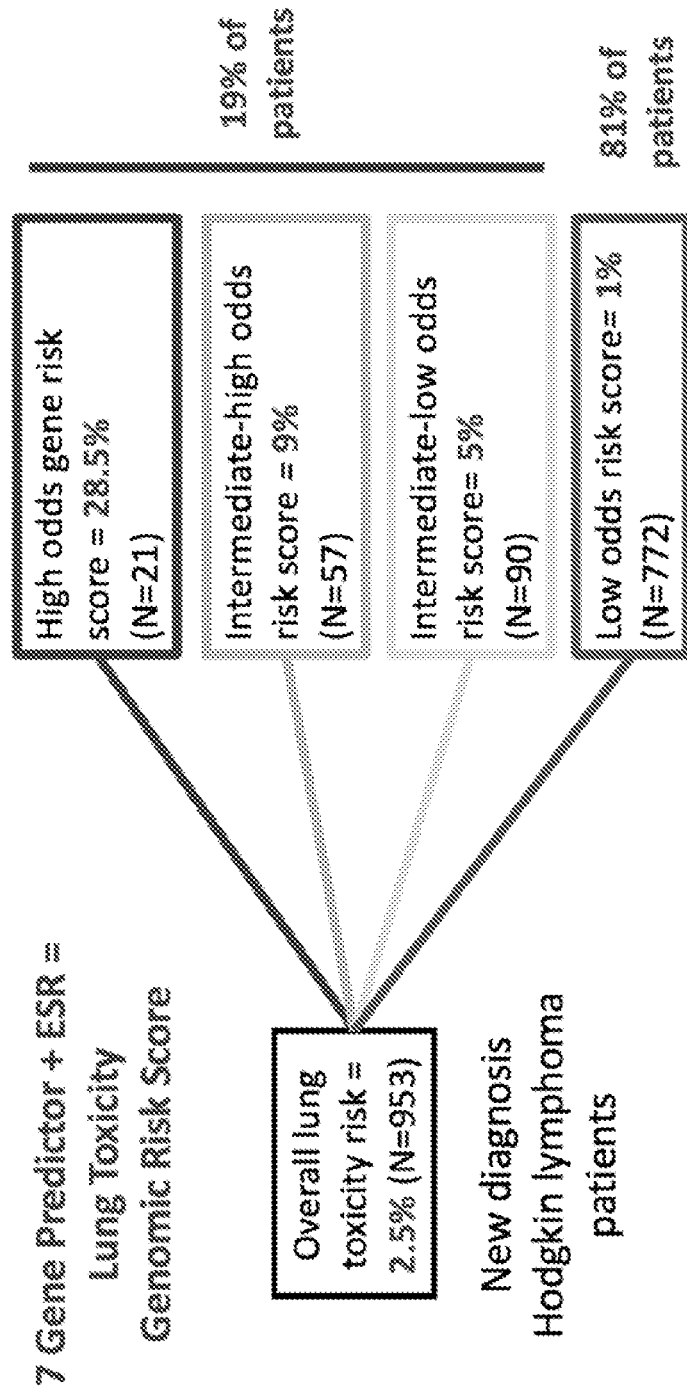 7 Gene Predictor + ESR =
Lung Toxicity
Genomic Risk Score
Overall lung
toxicity risk =
2.5% (N=953)
New diagnosis
Hodgkin lymphoma
patients
High odds gene risk
score = 28.5%
(N=21)
Intermediate-high odds
risk score = 9%
(N=57)
Intermediate-low odds
risk score= 5%
(N=90)
Low odds risk score= 1%
(N=772)
19% of
patients
81% of
patients